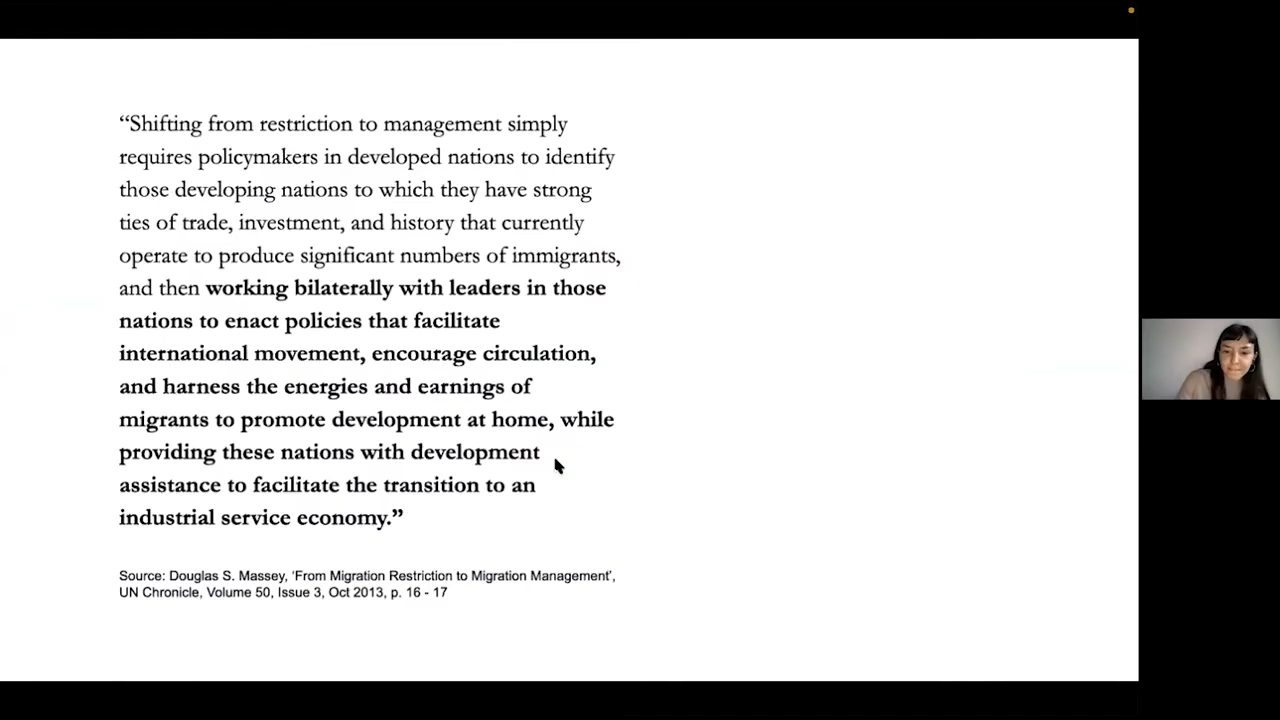 “Shifting from restriction to management simply
requires policymakers in developed nations to identify
those developing nations to which they have strong
ties of trade, investment, and history that currently
operate to produce significant numbers of immigrants,
and then working bilaterally with leaders in those
nations to enact policies that facilitate
international movement, encourage circulation,
and harness the energies and earnings of
migrants to promote development at home, while
providing these nations with development
assistance to facilitate the transition to an
industrial service economy.”
Source: Douglas S. Massey, ‘From Migration Restriction to Migration Management’,
UN Chronicle, Volume 50, Issue 3, Oct 2013, p. 16 - 17